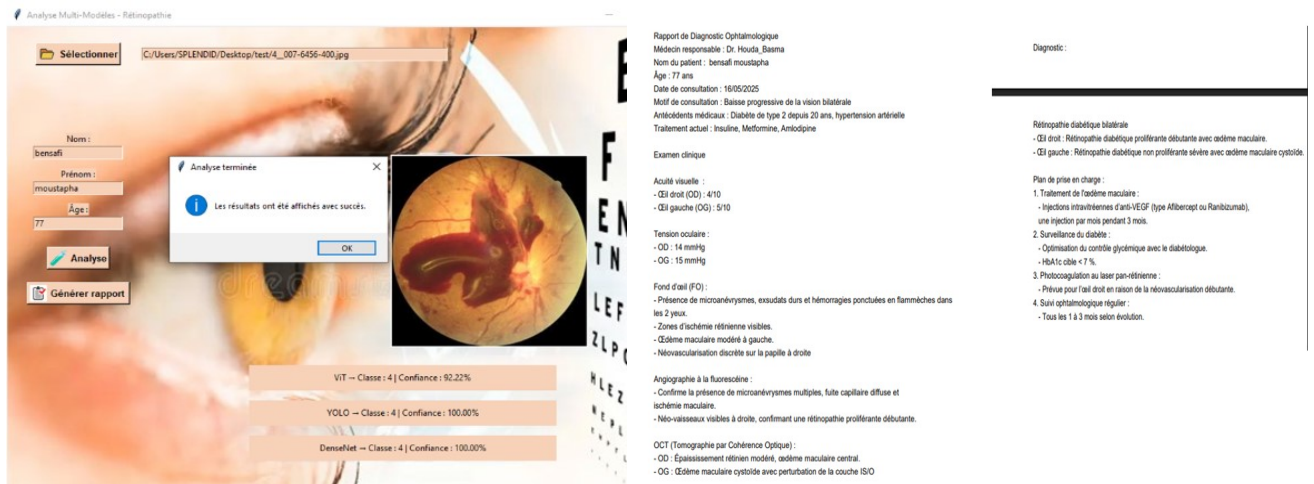 Analyse Multi-Modèles - Rétinopathie
Sélectionner
C:/Users/SPLENDID/Desktop/test/4_007-6456-400.jpg
Nom :
bensafi
Prénom :
moustapha
Âge :
77
Analyse
Générer rapport
Analyse terminée
Les résultats ont été affichés avec succès.
OK
ViT → Classe : 4 | Confiance : 92.22%
YOLO → Classe : 4 | Confiance : 100.00%
DenseNet → Classe : 4 | Confiance : 100.00%
E
F
E N
T N
L E F
Z L P
Rapport de Diagnostic Ophtalmologique
Médecin responsable : Dr. Houda_Basma
Nom du patient : bensafi moustapha
Âge : 77 ans
Date de consultation : 16/05/2025
Motif de consultation : Baisse progressive de la vision bilatérale
Antécédents médicaux : Diabète de type 2 depuis 20 ans, hypertension artérielle
Traitement actuel : Insuline, Metformine, Amlodipine
Examen clinique
Acuité visuelle :
- Œil droit (OD) : 4/10
- Œil gauche (OG) : 5/10
Tension oculaire :
- OD : 14 mmHg
- OG : 15 mmHg
Fond d'œil (FO) :
- Présence de microanévrysmes, exsudats durs et hémorragies ponctuées en flammèches dans
les 2 yeux.
- Zones d'ischémie rétinienne visibles.
- Œdème maculaire modéré à gauche.
- Néovascularisation discrète sur la papille à droite
Angiographie à la fluorescéine :
- Confirme la présence de microanévrysmes multiples, fuite capillaire diffuse et
ischémie maculaire.
- Néo-vaisseaux visibles à droite, confirmant une rétinopathie proliférante débutante.
OCT (Tomographie par Cohérence Optique) :
- OD : Épaississement rétinien modéré, œdème maculaire central.
- OG : Œdème maculaire cystoïde avec perturbation de la couche IS/O
Diagnostic :
Rétinopathie diabétique bilatérale
- Œil droit : Rétinopathie diabétique proliférante débutante avec œdème maculaire.
- Œil gauche : Rétinopathie diabétique non proliférante sévère avec œdème maculaire cystoïde.
Plan de prise en charge :
1. Traitement de l'œdème maculaire :
- Injections intravitréennes d'anti-VEGF (type Aflibercept ou Ranibizumab),
une injection par mois pendant 3 mois.
2. Surveillance du diabète :
- Optimisation du contrôle glycémique avec le diabétologue.
- HbA1c cible < 7 %.
3. Photocoagulation au laser pan-rétinienne :
- Prévue pour l'œil droit en raison de la néovascularisation débutante.
4. Suivi ophtalmologique régulier :
- Tous les 1 à 3 mois selon évolution.